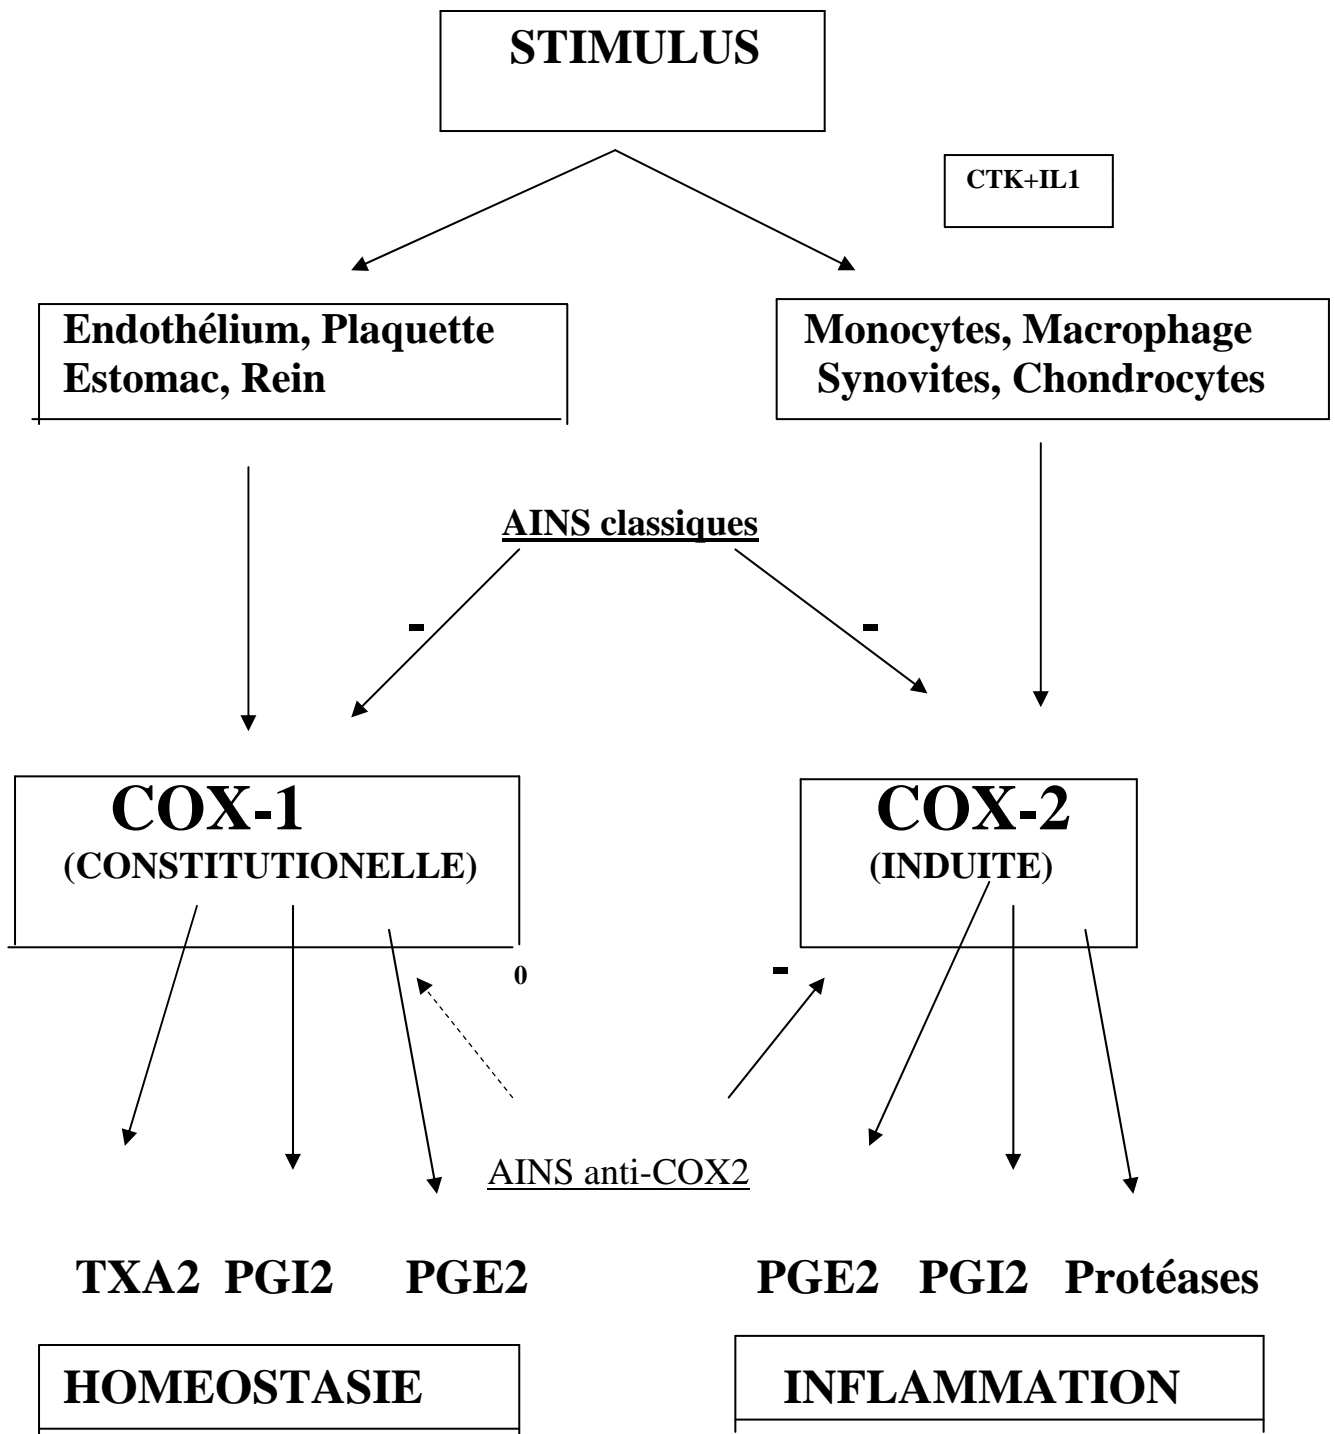 STIMULUS
CTK+IL1
Endothélium, Plaquette
Estomac, Rein
Monocytes, Macrophage
Synovites, Chondrocytes
AINS classiques
-
-
COX-1
(CONSTITUTIONELLE)
COX-2
(INDUITE)
0
-
AINS anti-COX2
TXA2 PGI2 PGE2
PGE2 PGI2 Protéases
HOMEOSTASIE
INFLAMMATION